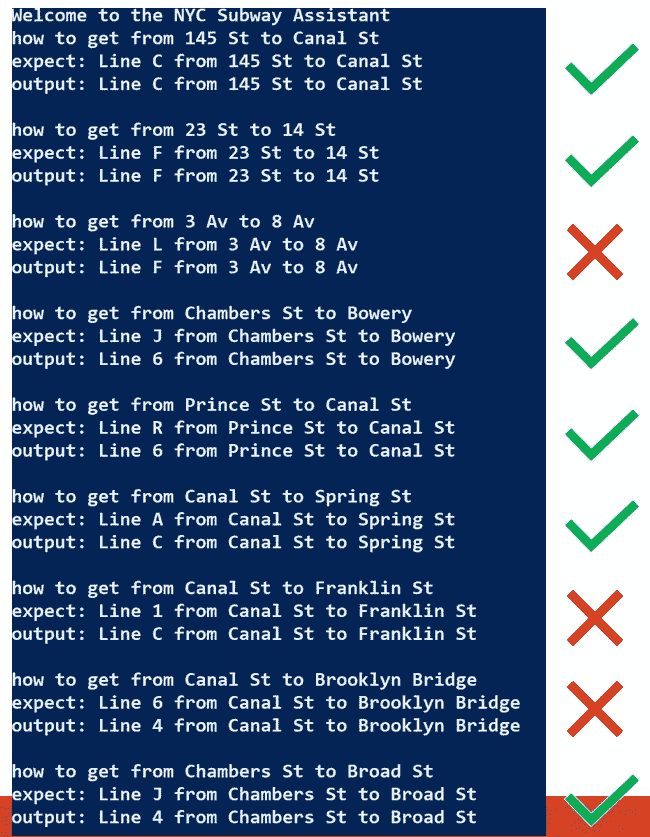 Welcome to the NYC Subway Assistant
how to get from 145 St to Canal St
expect: Line C from 145 St to Canal St
output: Line C from 145 St to Canal St
how to get from 23 St to 14 St
expect: Line F from 23 St to 14 St
output: Line F from 23 St to 14 St
how to get from 3 Av to 8 Av
expect: Line L from 3 Av to 8 Av
output: Line F from 3 Av to 8 Av
how to get from Chambers St to Bowery
expect: Line J from Chambers St to Bowery
output: Line 6 from Chambers St to Bowery
how to get from Prince St to Canal St
expect: Line R from Prince St to Canal St
output: Line 6 from Prince St to Canal St
how to get from Canal St to Spring St
expect: Line A from Canal St to Spring St
output: Line C from Canal St to Spring St
how to get from Canal St to Franklin St
expect: Line 1 from Canal St to Franklin St
output: Line C from Canal St to Franklin St
how to get from Canal St to Brooklyn Bridge
expect: Line 6 from Canal St to Brooklyn Bridge
output: Line 4 from Canal St to Brooklyn Bridge
how to get from Chambers St to Broad St
expect: Line J from Chambers St to Broad St
output: Line 4 from Chambers St to Broad St